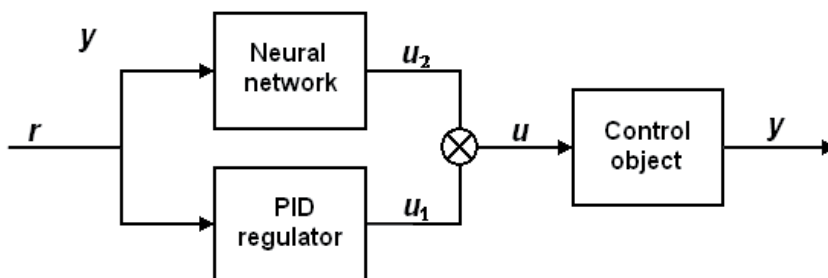 y
Neural
network
u2
r
u
Control
object
y
PID
regulator
u1